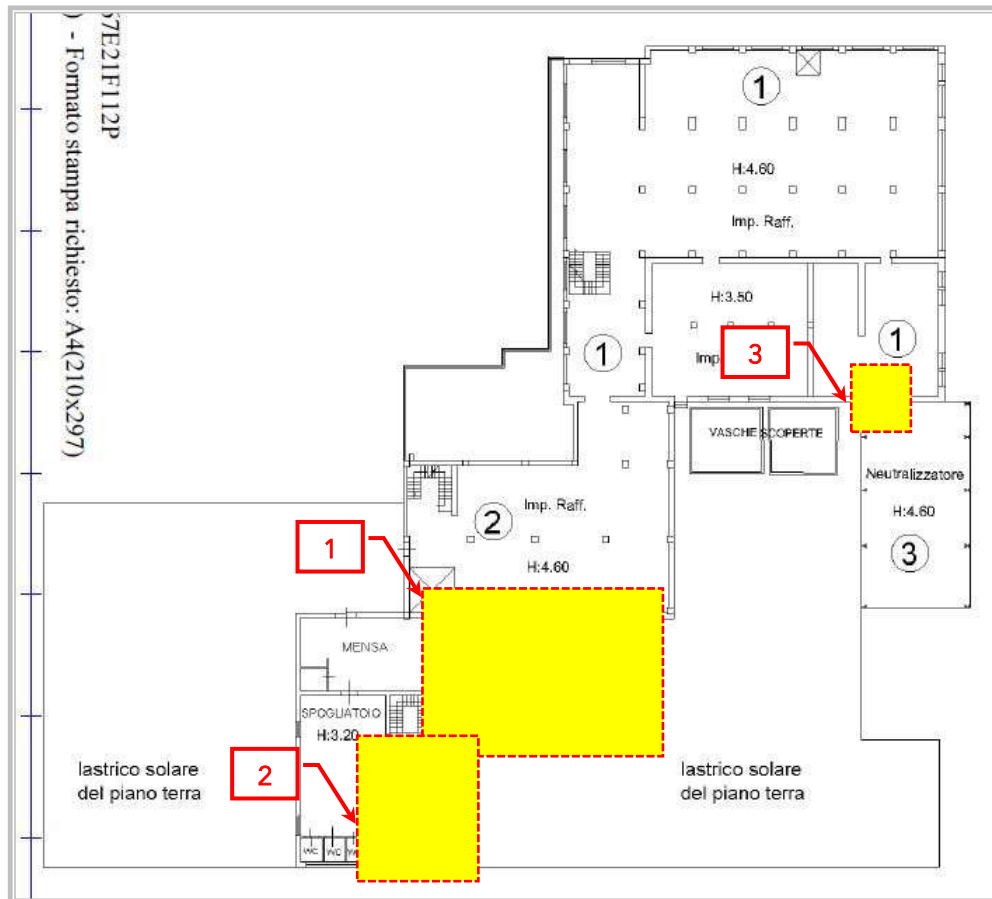 67E21F112P
) - Formato stampa richiesto: A4(210x297)
1
H:4.60
Imp. Raff.
H:3.50
Imp
3
1
1
VASCHE SCOPERTE
Neutralizzatore
H:4.60
3
Imp. Raff.
2
H:4.60
1
MENSA
SPOGLIATOIO
H:3.20
2
lastrico solare
del piano terra
lastrico solare
del piano terra
WC
WC